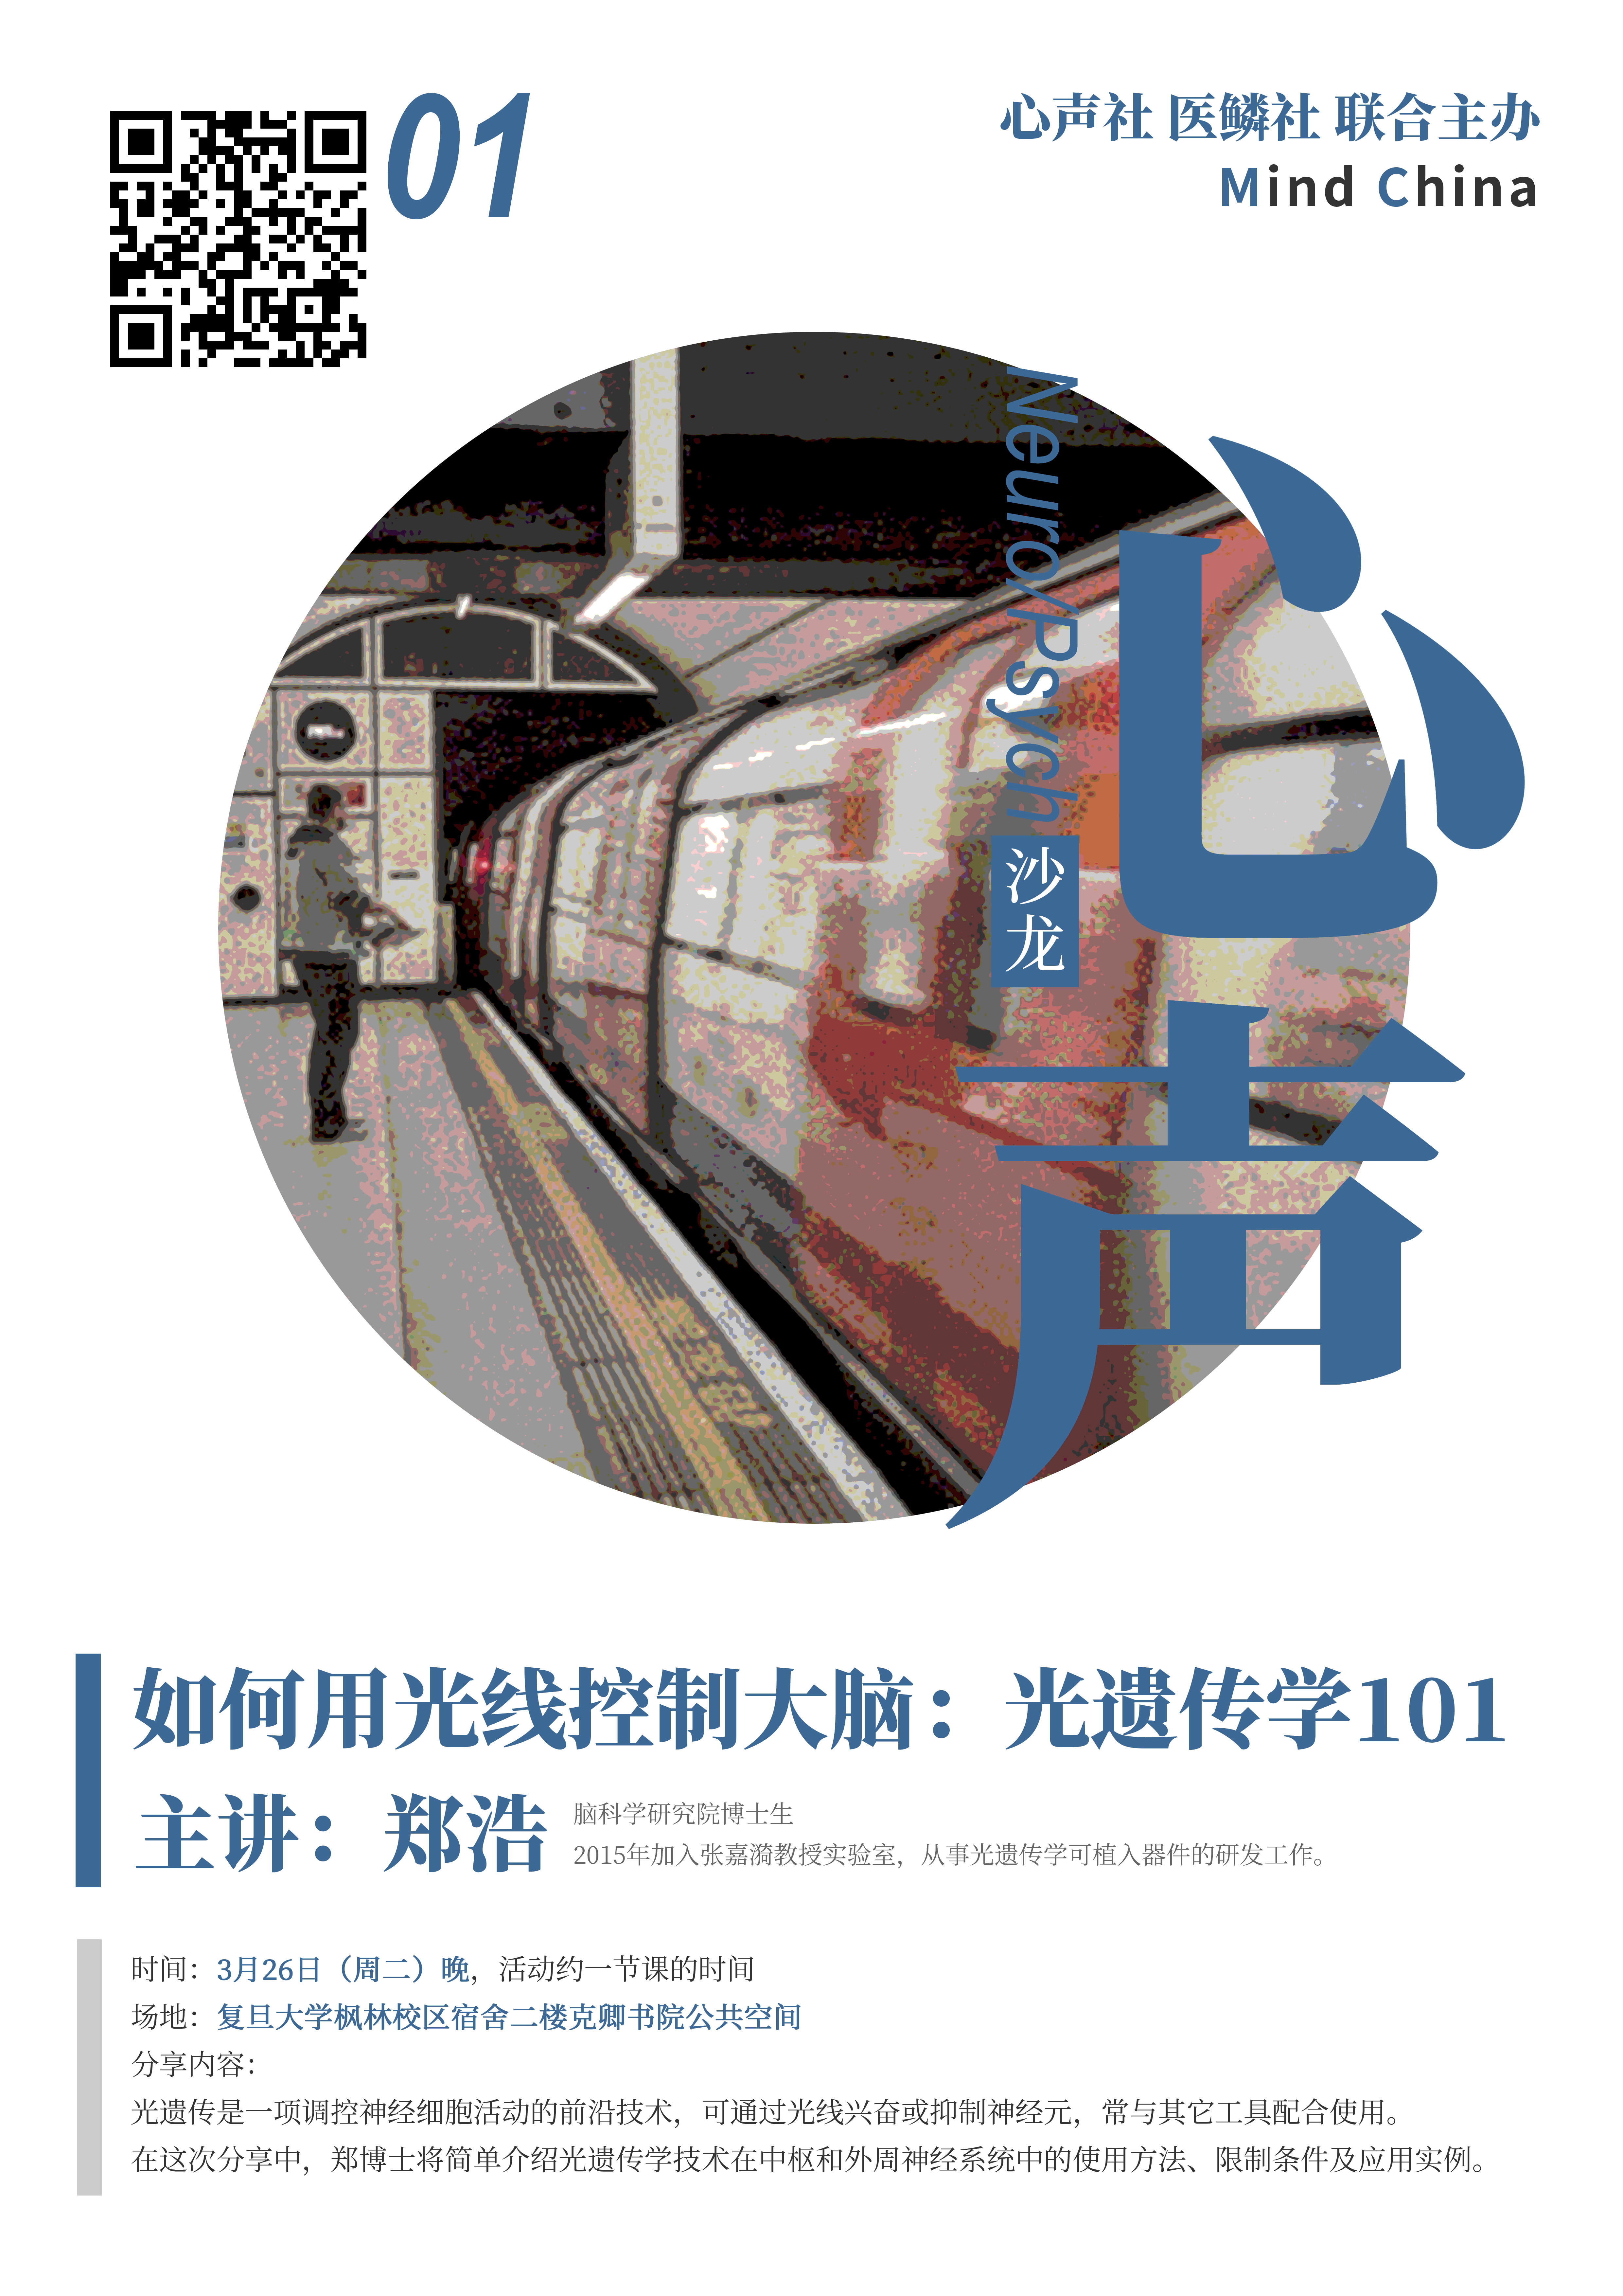 01
心声社 医鳞社 联合主办
Mind China
Neuro/Psych
沙龙
心声
如何用光线控制大脑：光遗传学101
主讲：郑浩
脑科学研究院博士生
2015年加入张嘉漪教授实验室，从事光遗传学可植入器件的研发工作。
时间：3月26日（周二）晚，活动约一节课的时间
场地：复旦大学枫林校区宿舍二楼克卿书院公共空间
分享内容：
光遗传是一项调控神经细胞活动的前沿技术，可通过光线兴奋或抑制神经元，常与其它工具配合使用。
在这次分享中，郑博士将简单介绍光遗传学技术在中枢和外周神经系统中的使用方法、限制条件及应用实例。